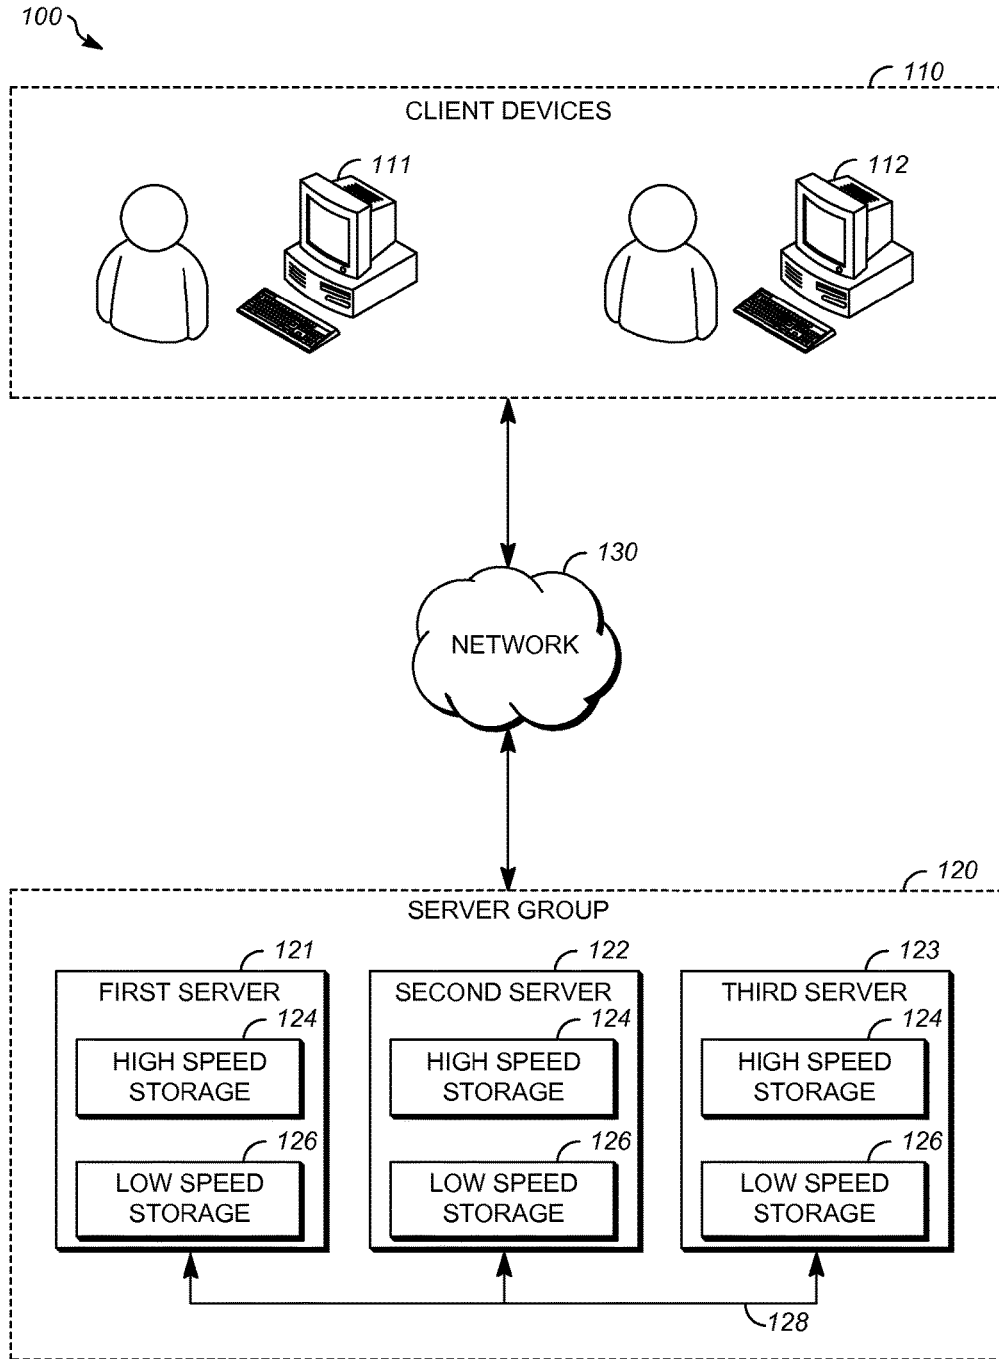 100
110
CLIENT DEVICES
111
112
130
NETWORK
120
SERVER GROUP
121
122
123
FIRST SERVER
SECOND SERVER
THIRD SERVER
124
124
124
HIGH SPEED
STORAGE
HIGH SPEED
STORAGE
HIGH SPEED
STORAGE
126
126
126
LOW SPEED
STORAGE
LOW SPEED
STORAGE
LOW SPEED
STORAGE
128